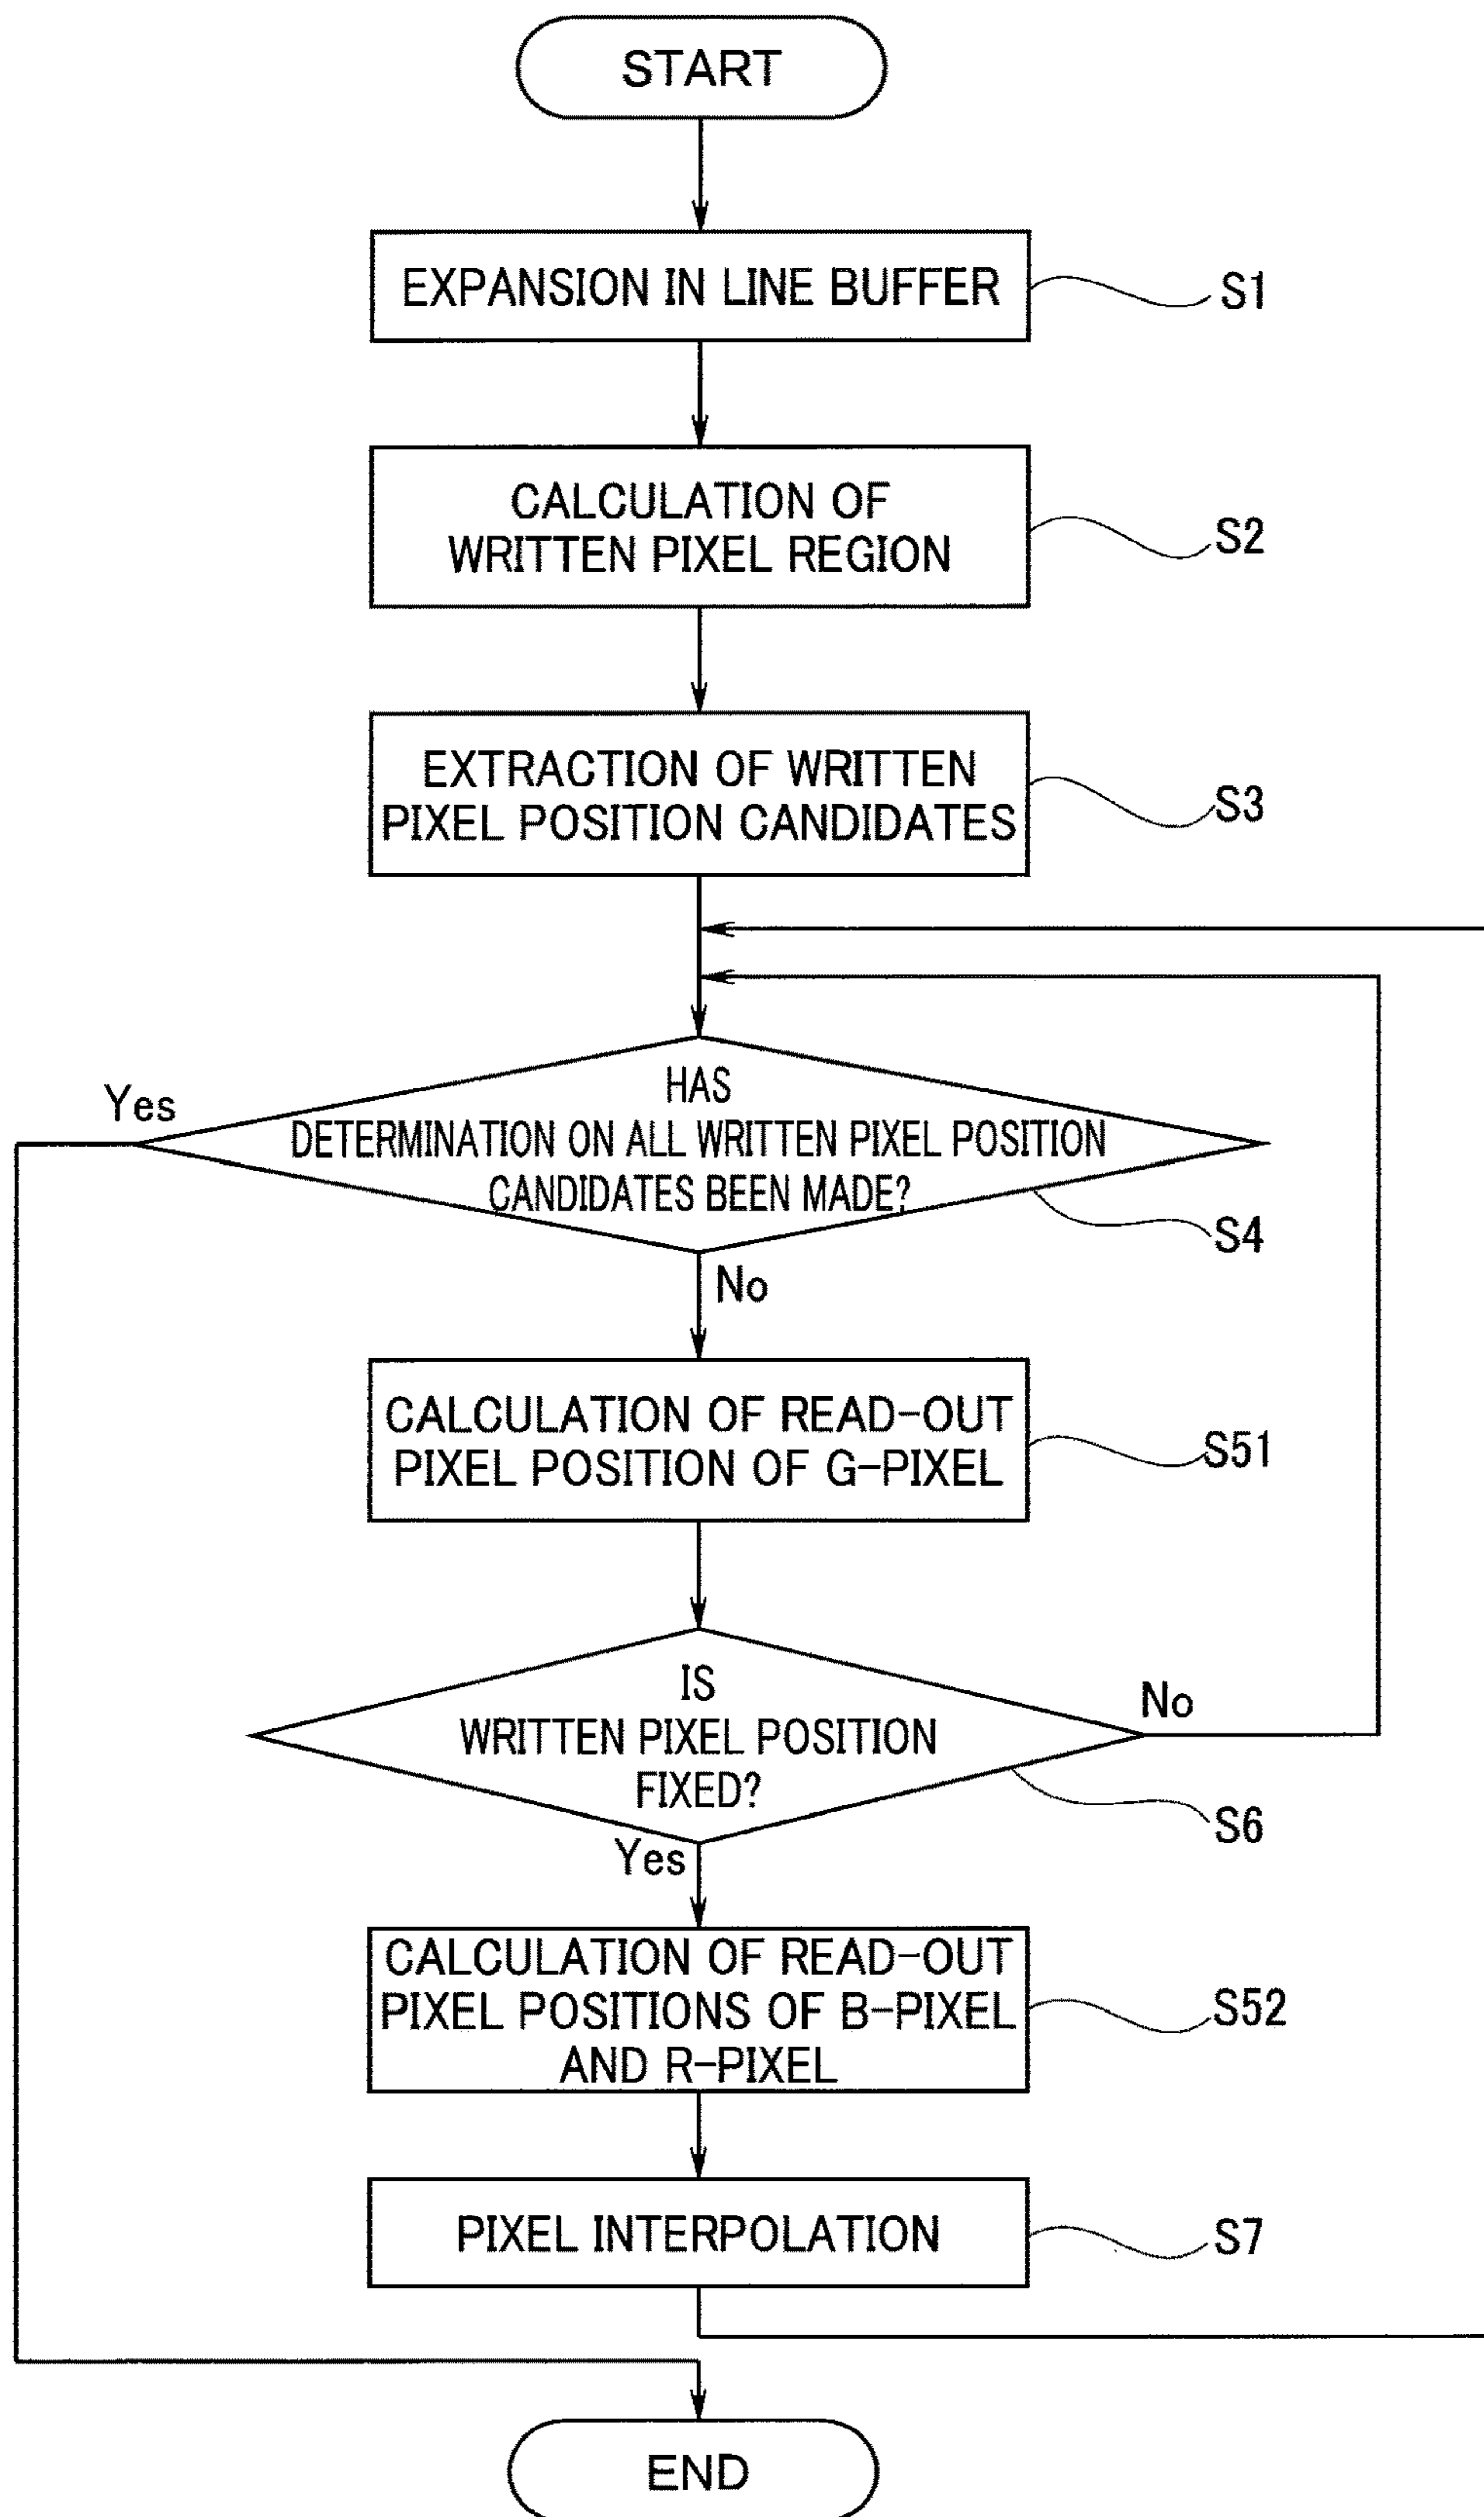 START
EXPANSION IN LINE BUFFER
S1
CALCULATION OF
WRITTEN PIXEL REGION
S2
EXTRACTION OF WRITTEN
PIXEL POSITION CANDIDATES
S3
Yes
HAS
DETERMINATION ON ALL WRITTEN PIXEL POSITION
CANDIDATES BEEN MADE?
S4
No
CALCULATION OF READ-OUT
PIXEL POSITION OF G-PIXEL
S51
IS
WRITTEN PIXEL POSITION
FIXED?
No
S6
Yes
CALCULATION OF READ-OUT
PIXEL POSITIONS OF B-PIXEL
AND R-PIXEL
S52
PIXEL INTERPOLATION
S7
END